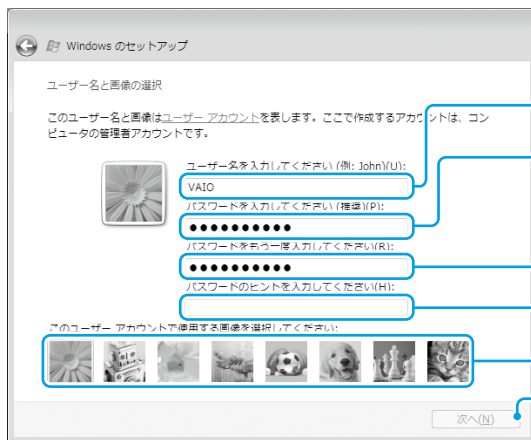 Windows のセットアップ
ユーザー名と画像の選択
このユーザー名と画像はユーザー アカウントを表します。ここで作成するアカウントは、コン
ピュータの管理者アカウントです。
ユーザー名を入力してください (例: John)(U):
VAIO
パスワードを入力してください (推奨)(P):
●●●●●●●●●●
パスワードをもう一度入力してください(R):
●●●●●●●●●●
パスワードのヒントを入力してください(H):
このユーザー アカウントで使用する画像を選択してください:
次へ(N)